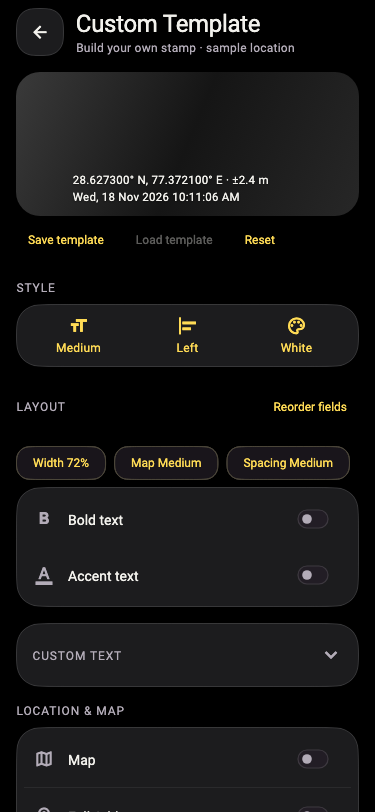 Custom Template
Build your own stamp · sample location
28.627300° N, 77.372100° E · ±2.4 m
Wed, 18 Nov 2026 10:11:06 AM
Save template
Load template
Reset
STYLE
Medium
Left
White
LAYOUT
Reorder fields
Width 72%
Map Medium
Spacing Medium
B Bold text
A Accent text
CUSTOM TEXT
LOCATION & MAP
Map